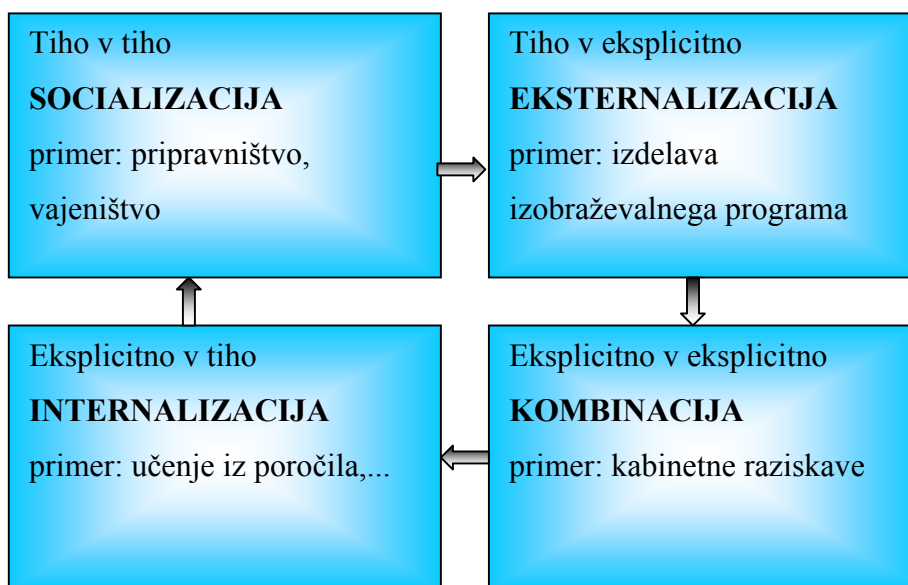 Tiho v tiho
SOCIALIZACIJA
primer: pripravništvo,
vajeništvo
Tiho v eksplicitno
EKSTERNALIZACIJA
primer: izdelava
izobraževalnega programa
Eksplicitno v tiho
INTERNALIZACIJA
primer: učenje iz poročila,...
Eksplicitno v eksplicitno
KOMBINACIJA
primer: kabinetne raziskave